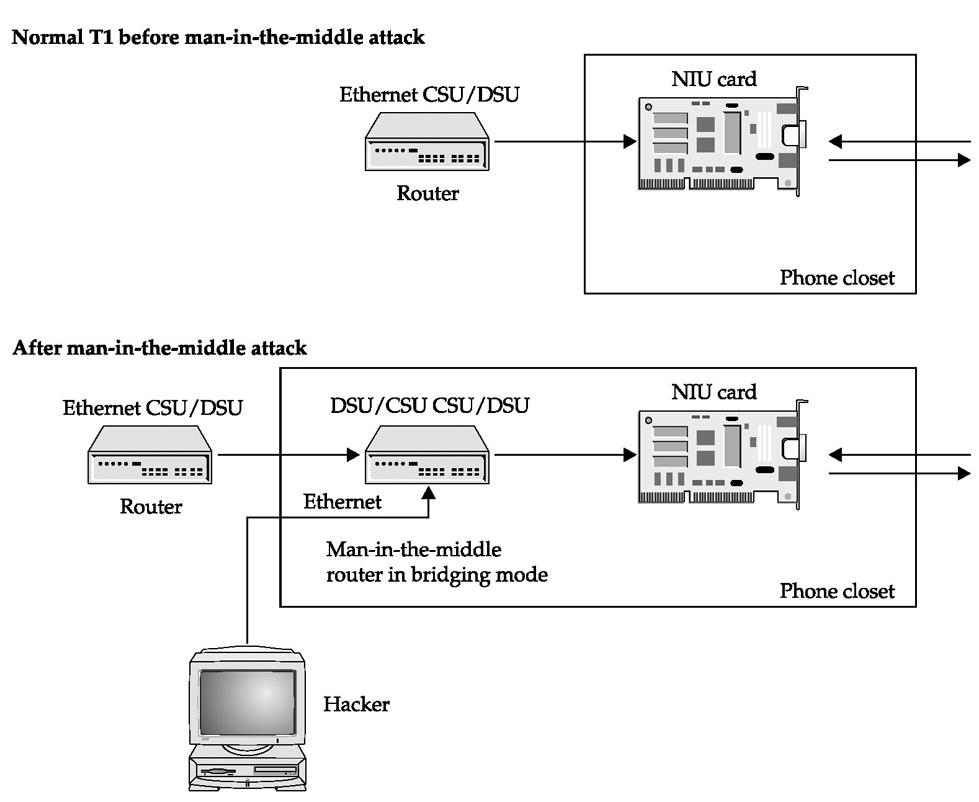 Normal T1 before man-in-the-middle attack
NIU card
Ethernet CSU/DSU
Router
Phone closet
After man-in-the-middle attack
Ethernet CSU/DSU
DSU/CSU CSU/DSU
NIU card
Router
Ethernet
Man-in-the-middle
router in bridging mode
Phone closet
Hacker